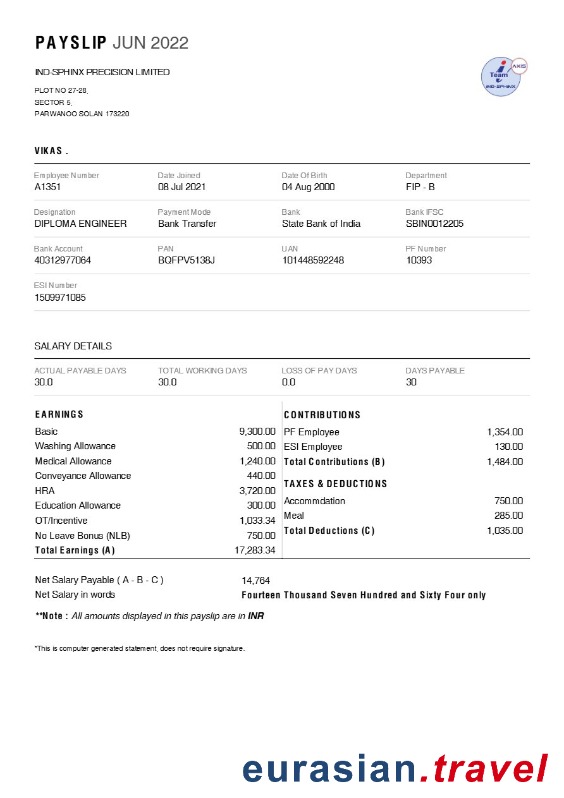 PAYSLIP JUN 2022
IND-SPHINX PRECISION LIMITED
PLOT NO 27-28,
SECTOR 5,
PARWANOO SOLAN 173220
i
Team
AXIS
IND-SPHINX
VIKAS .
Employee Number Date Joined Date Of Birth Department
A1351 08 Jul 2021 04 Aug 2000 FIP - B
Designation Payment Mode Bank Bank IFSC
DIPLOMA ENGINEER Bank Transfer State Bank of India SBIN0012205
Bank Account PAN UAN PF Number
40312977064 BQFPV5138J 101448592248 10393
ESI Number
1509971085
SALARY DETAILS
ACTUAL PAYABLE DAYS TOTAL WORKING DAYS LOSS OF PAY DAYS DAYS PAYABLE
30.0 30.0 0.0 30
EARNINGS
Basic 9,300.00
Washing Allowance 500.00
Medical Allowance 1,240.00
Conveyance Allowance 440.00
HRA 3,720.00
Education Allowance 300.00
OT/Incentive 1,033.34
No Leave Bonus (NLB) 750.00
Total Earnings (A) 17,283.34
CONTRIBUTIONS
PF Employee 1,354.00
ESI Employee 130.00
Total Contributions (B) 1,484.00
TAXES & DEDUCTIONS
Accommdation 750.00
Meal 285.00
Total Deductions (C) 1,035.00
Net Salary Payable ( A - B - C ) 14,764
Net Salary in words Fourteen Thousand Seven Hundred and Sixty Four only
**Note : All amounts displayed in this payslip are in INR
*This is computer generated statement, does not require signature.
eurasian.travel